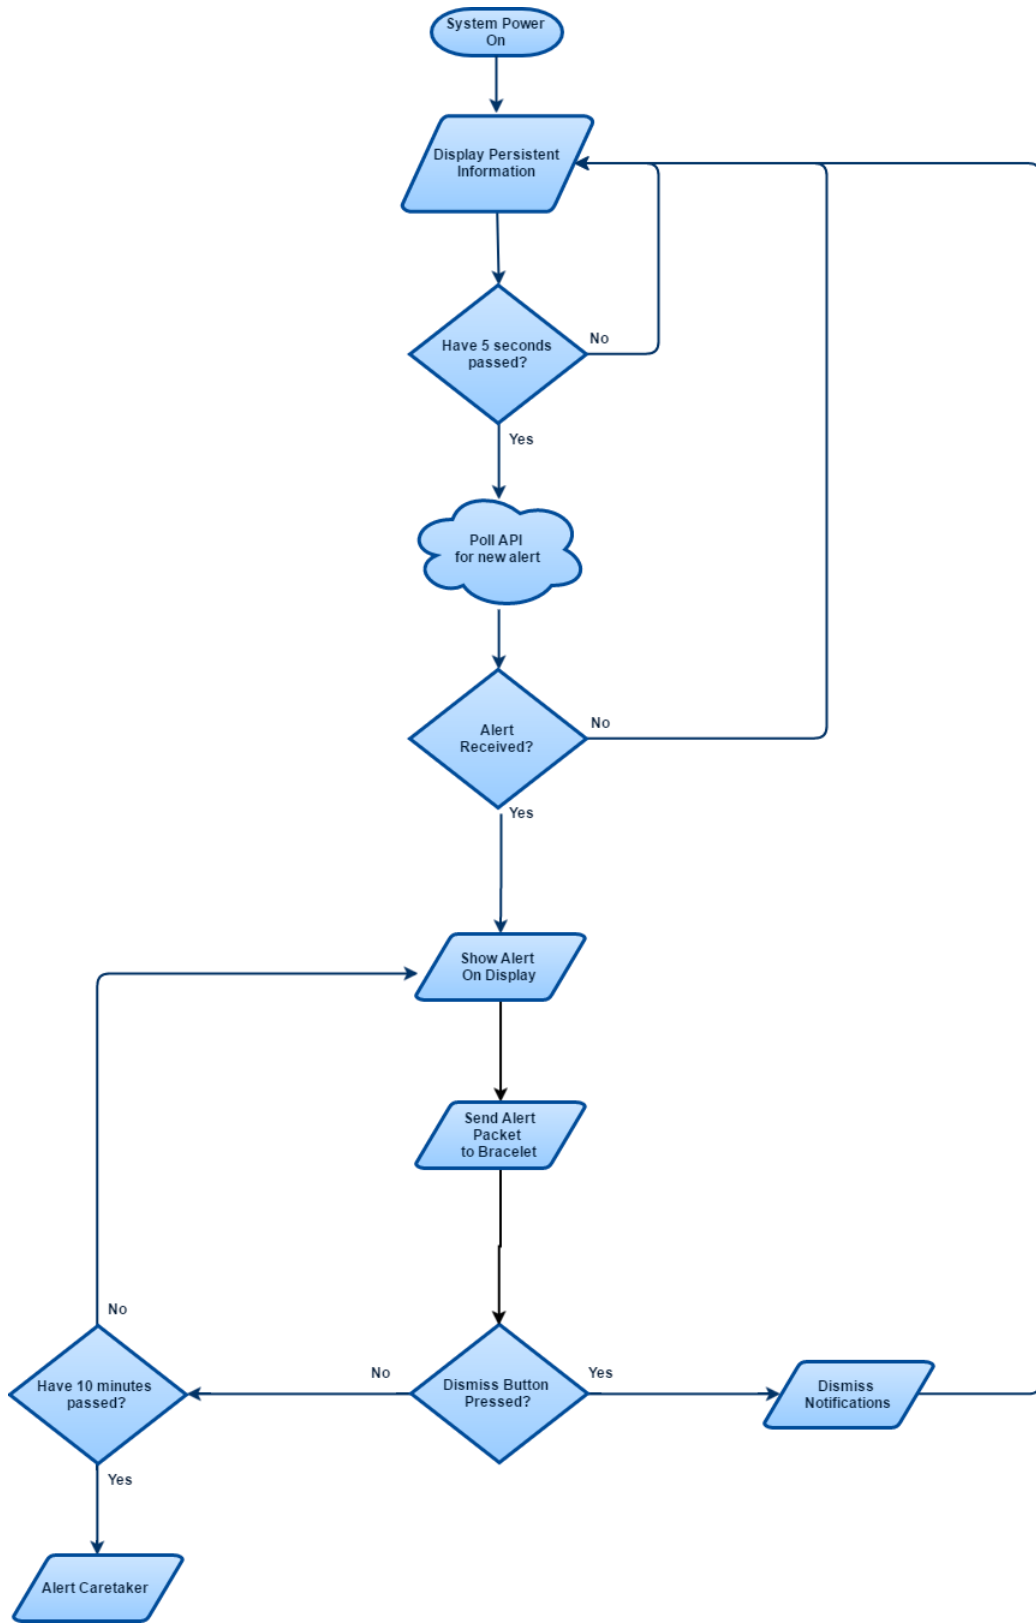 System Power
On
Display Persistent
Information
Have 5 seconds
passed?
No
Yes
Poll API
for new alert
Alert
Received?
No
Yes
Show Alert
On Display
Send Alert
Packet
to Bracelet
No
Have 10 minutes
passed?
No
Dismiss Button
Pressed?
Yes
Dismiss
Notifications
Yes
Alert Caretaker